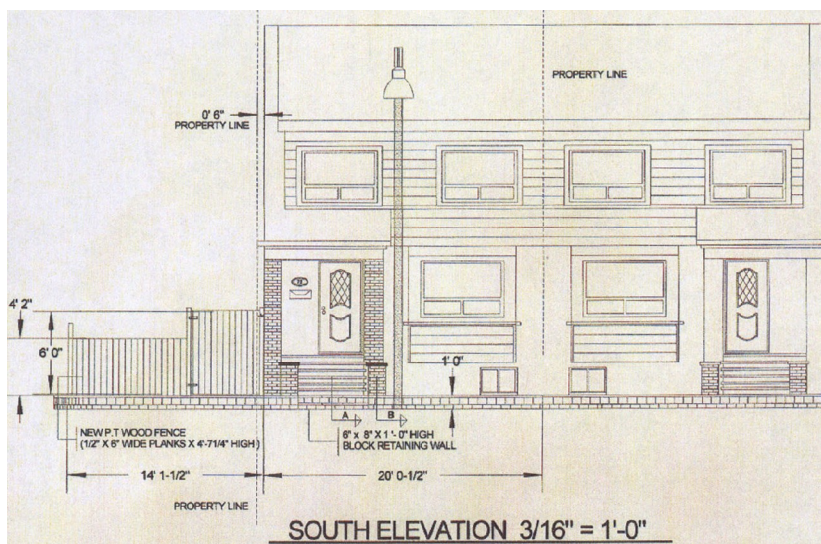 PROPERTY LINE
0' 6"
PROPERTY LINE
4' 2"
6' 0"
1' 0"
A
B
NEW P.T WOOD FENCE
(1/2" X 6" WIDE PLANKS X 4'-71/4" HIGH)
6" x 8" X 1'-0" HIGH
BLOCK RETAINING WALL
14' 1-1/2"
20' 0-1/2"
PROPERTY LINE
SOUTH ELEVATION 3/16" = 1'-0"